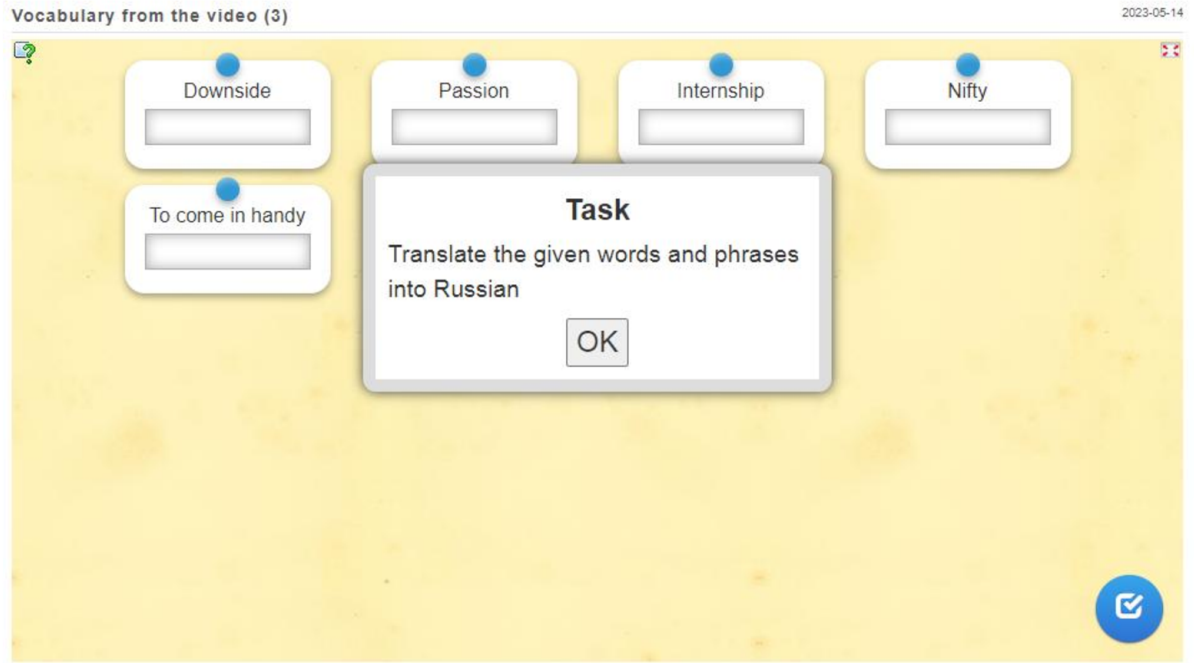 Vocabulary from the video (3)
2023-05-14
Downside
Passion
Internship
Nifty
To come in handy
Task
Translate the given words and phrases
into Russian
OK